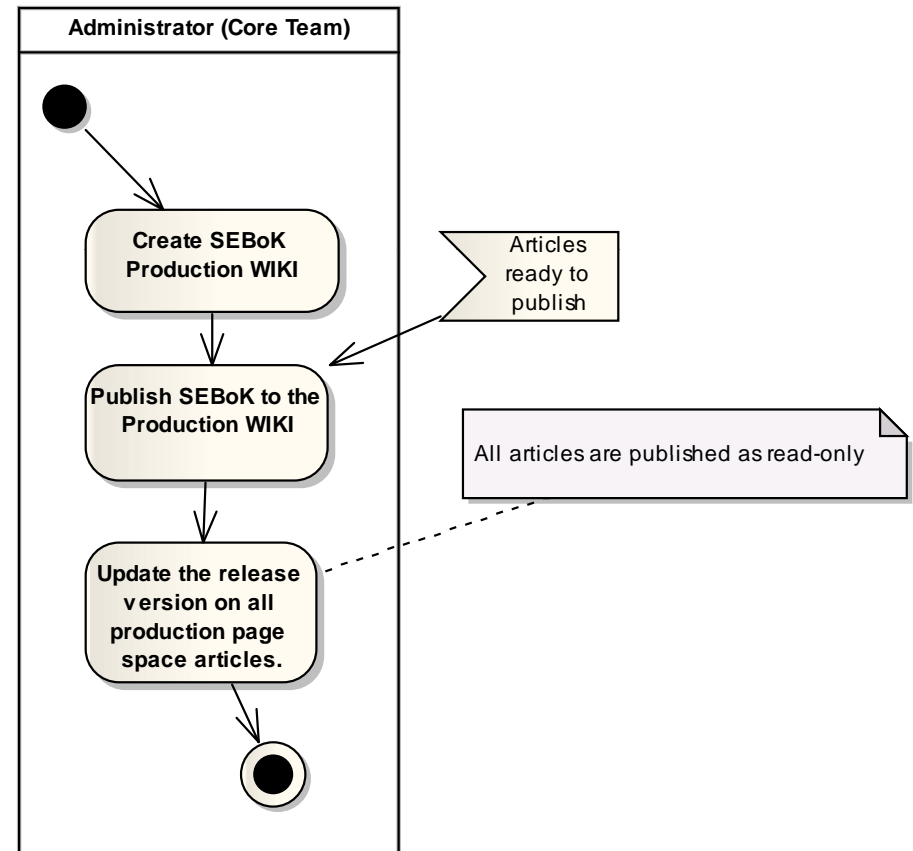 Administrator (Core Team)
Create SEBoK
Production WIKI
Articles
ready to
publish
Publish SEBoK to the
Production WIKI
All articles are published as read-only
Update the release
version on all
production page
space articles.